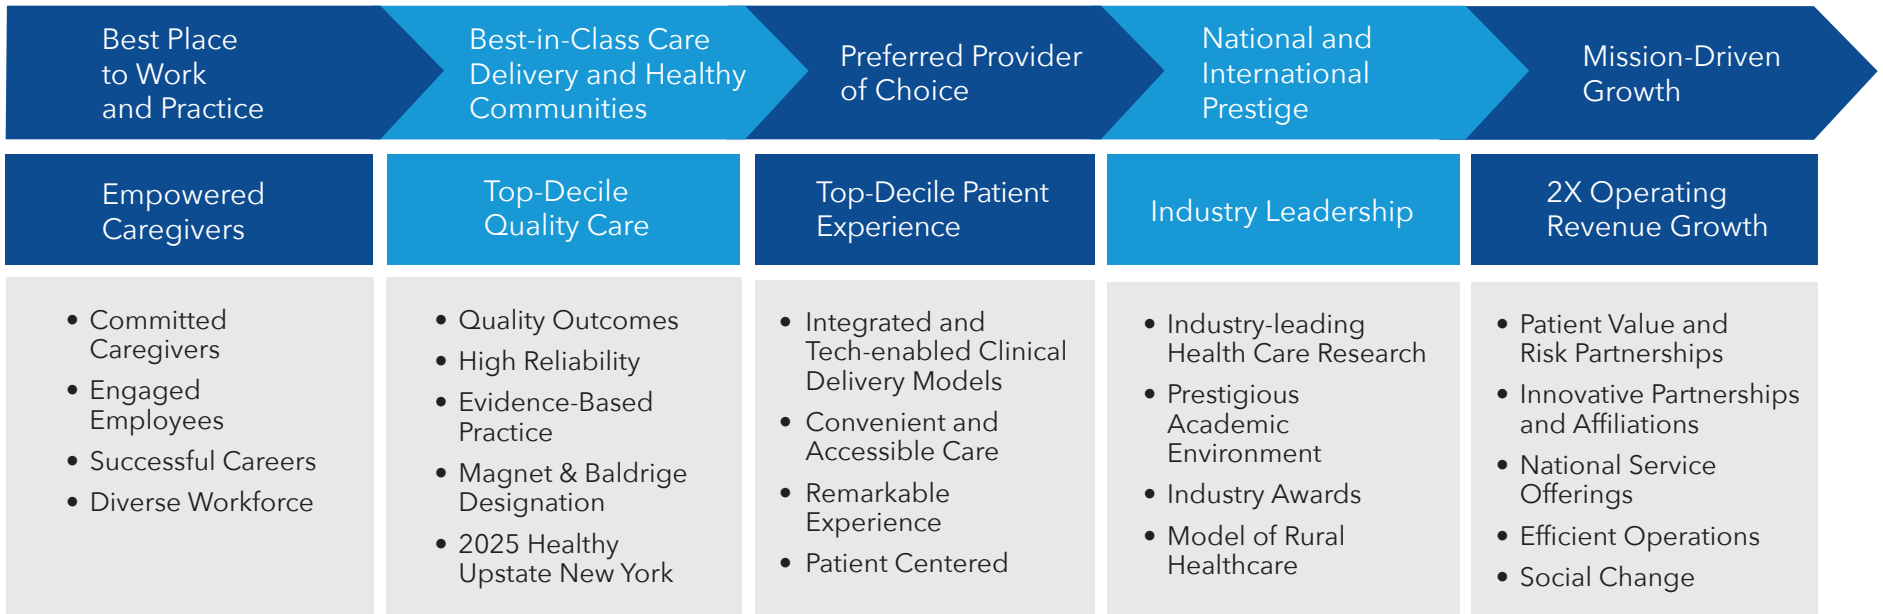 Best Place
to Work
and Practice
Best-in-Class Care
Delivery and Healthy
Communities
Preferred Provider
of Choice
National and
International
Prestige
Mission-Driven
Growth
Empowered
Caregivers
Top-Decile
Quality Care
Top-Decile Patient
Experience
Industry Leadership
2X Operating
Revenue Growth
• Committed
Caregivers
• Engaged
Employees
• Successful Careers
• Diverse Workforce
• Quality Outcomes
• High Reliability
• Evidence-Based
Practice
• Magnet & Baldrige
Designation
• 2025 Healthy
Upstate New York
• Integrated and
Tech-enabled Clinical
Delivery Models
• Convenient and
Accessible Care
• Remarkable
Experience
• Patient Centered
• Industry-leading
Health Care Research
• Prestigious
Academic
Environment
• Industry Awards
• Model of Rural
Healthcare
• Patient Value and
Risk Partnerships
• Innovative Partnerships
and Affiliations
• National Service
Offerings
• Efficient Operations
• Social Change